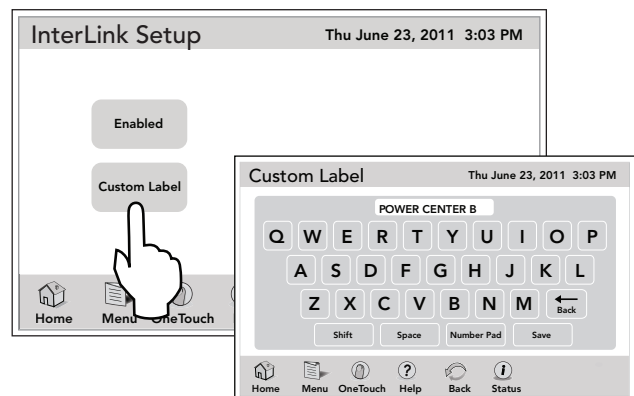 InterLink Setup Thu June 23, 2011 3:03 PM
Enabled
Custom Label
Home Menu OneTouch
Custom Label Thu June 23, 2011 3:03 PM
POWER CENTER B
Q W E R T Y U I O P
A S D F G H J K L
Z X C V B N M Back
Shift Space Number Pad Save
Home Menu OneTouch Help Back Status